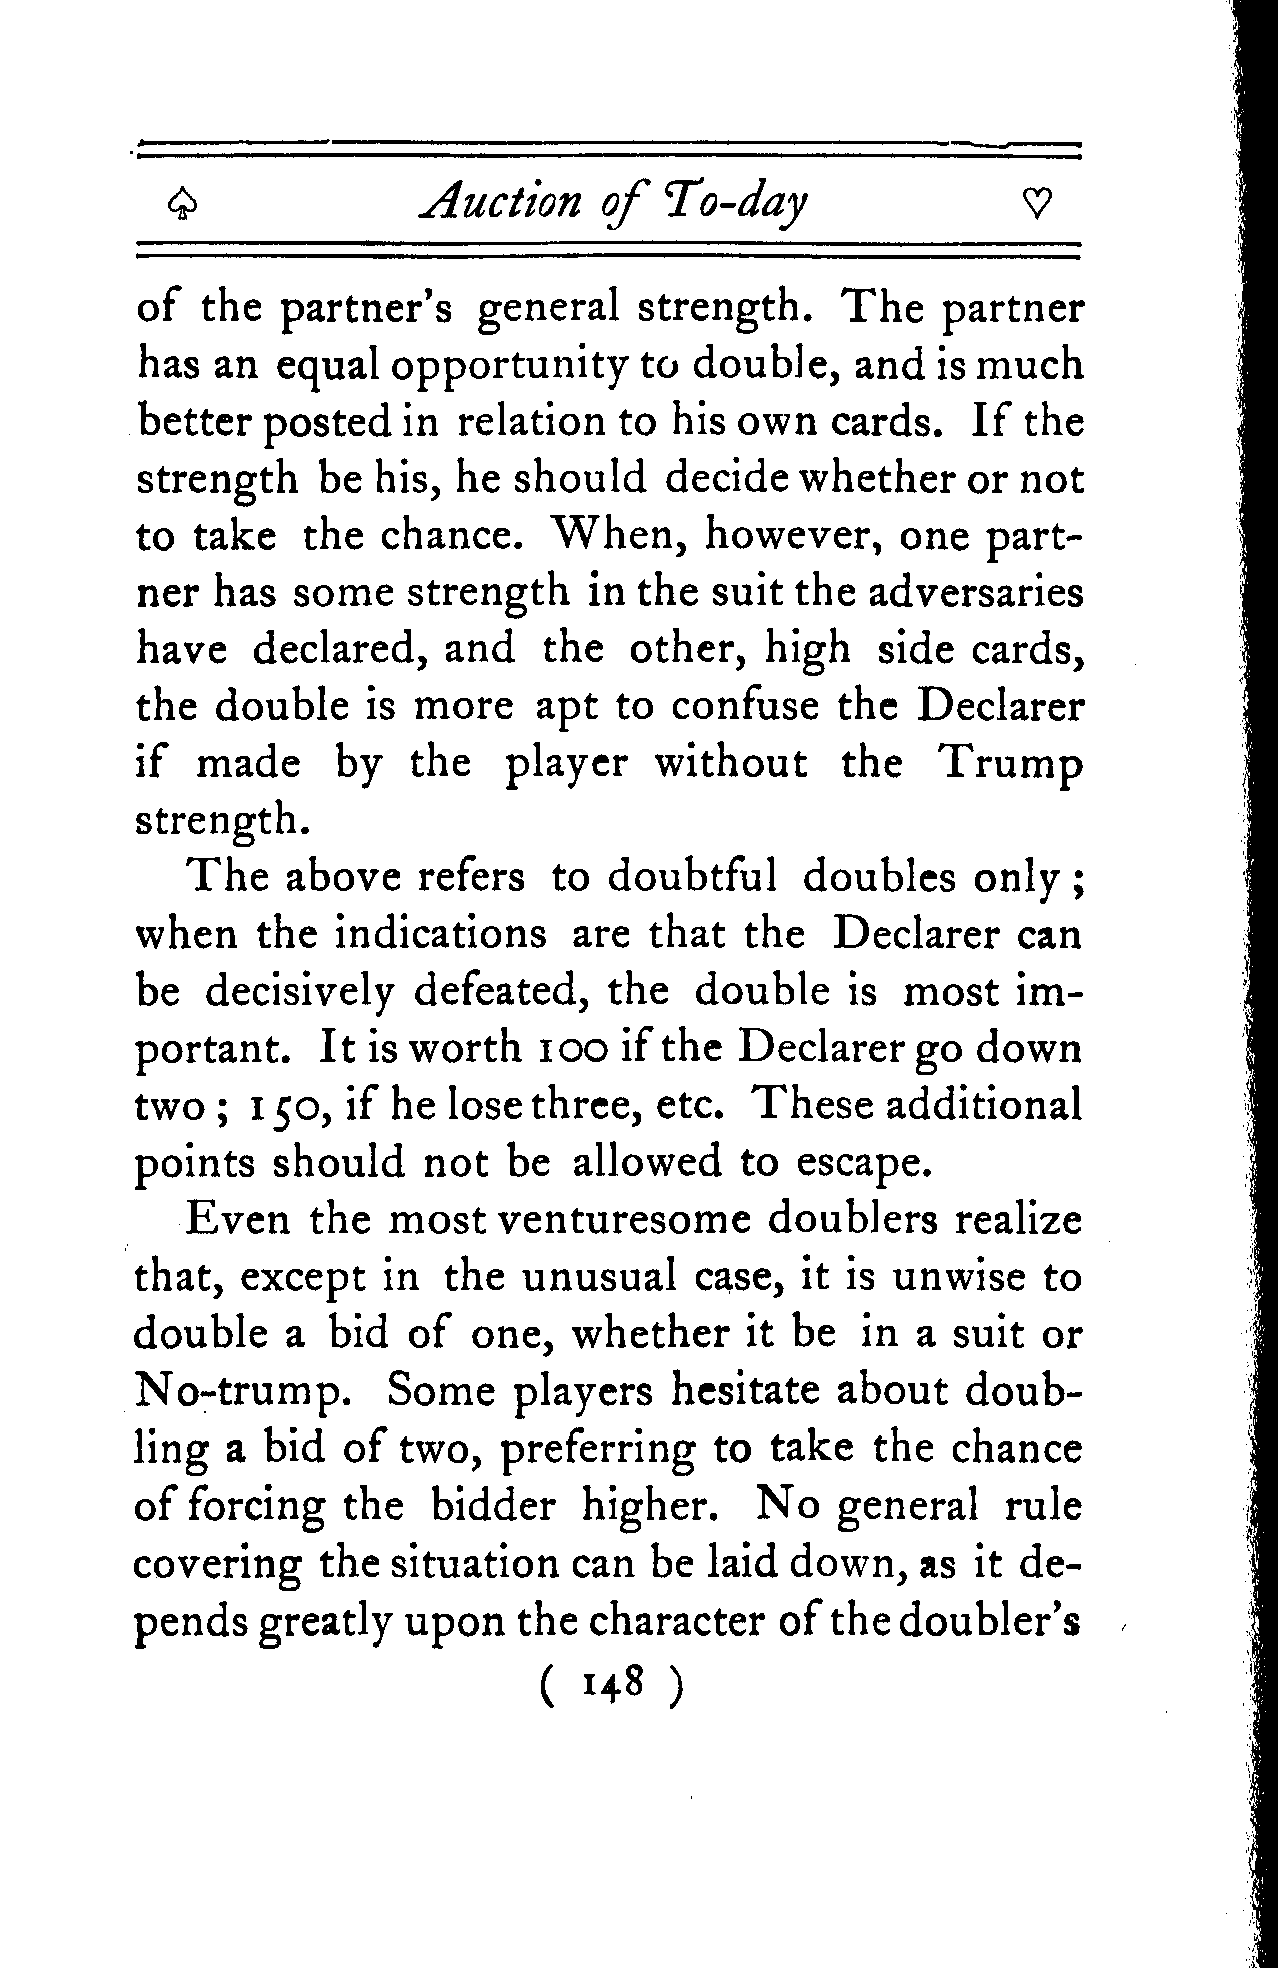 ♤ Auction of To-day ♡
of the partner's general strength. The partner
has an equal opportunity to double, and is much
better posted in relation to his own cards. If the
strength be his, he should decide whether or not
to take the chance. When, however, one part-
ner has some strength in the suit the adversaries
have declared, and the other, high side cards,
the double is more apt to confuse the Declarer
if made by the player without the Trump
strength.
The above refers to doubtful doubles only ;
when the indications are that the Declarer can
be decisively defeated, the double is most im-
portant. It is worth 100 if the Declarer go down
two ; 150, if he lose three, etc. These additional
points should not be allowed to escape.
Even the most venturesome doublers realize
that, except in the unusual case, it is unwise to
double a bid of one, whether it be in a suit or
No-trump. Some players hesitate about doub-
ling a bid of two, preferring to take the chance
of forcing the bidder higher. No general rule
covering the situation can be laid down, as it de-
pends greatly upon the character of the doubler's
( 148 )